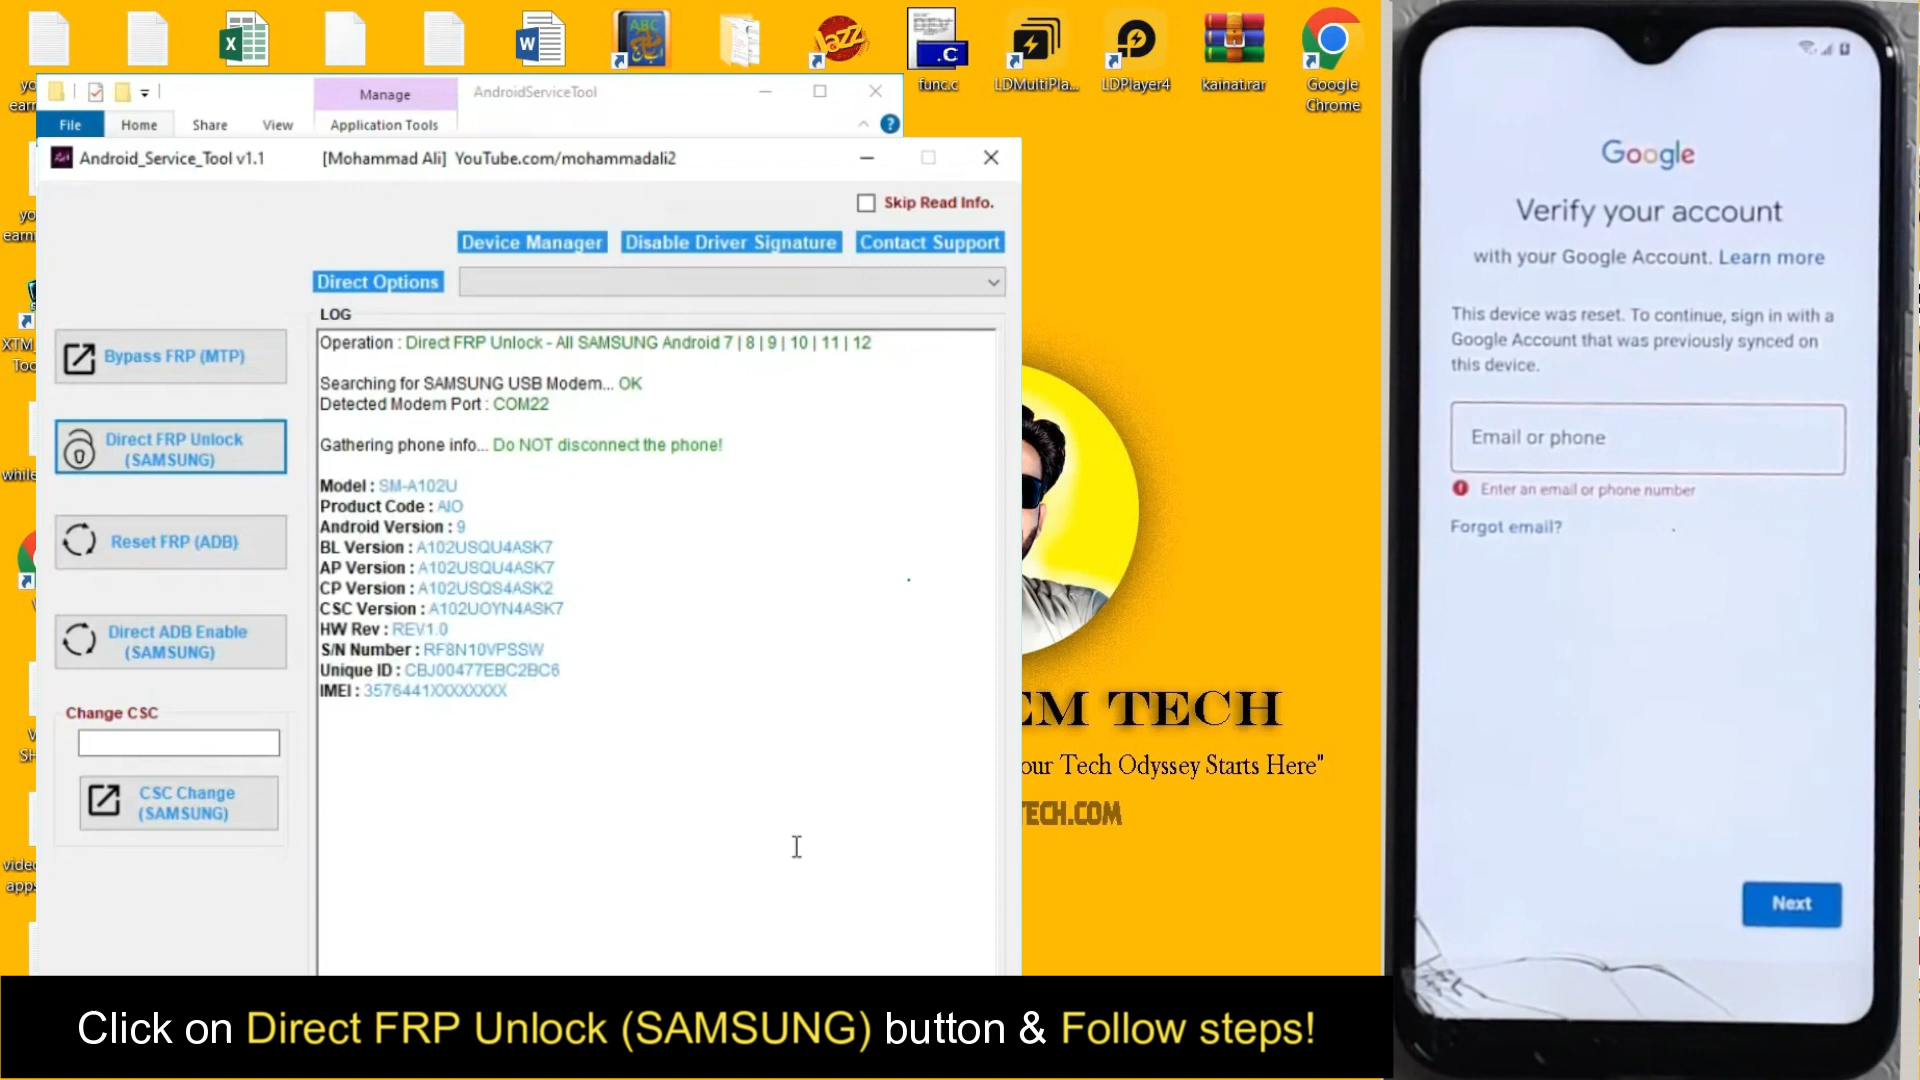 func.c
LDMultiPla...
LDPlayer4
kainatirar
Google
Chrome
Manage
AndroidServiceTool
File
Home
Share
View
Application Tools
Android_Service_Tool v1.1
[Mohammad Ali] YouTube.com/mohammadali2
Skip Read Info.
Device Manager
Disable Driver Signature
Contact Support
Direct Options
LOG
Bypass FRP (MTP)
Direct FRP Unlock
(SAMSUNG)
Reset FRP (ADB)
Direct ADB Enable
(SAMSUNG)
Change CSC
CSC Change
(SAMSUNG)
Operation : Direct FRP Unlock - All SAMSUNG Android 7 | 8 | 9 | 10 | 11 | 12
Searching for SAMSUNG USB Modem... OK
Detected Modem Port : COM22
Gathering phone info... Do NOT disconnect the phone!
Model : SM-A102U
Product Code : AIO
Android Version : 9
BL Version : A102USQU4ASK7
AP Version : A102USQU4ASK7
CP Version : A102USQS4ASK2
CSC Version : A102UOYN4ASK7
HW Rev : REV1.0
S/N Number : RF8N10VPSSW
Unique ID : CBJ00477EBC2BC6
IMEI : 3576441XXXXXXXX
EM TECH
our Tech Odyssey Starts Here"
TECH.COM
Google
Verify your account
with your Google Account. Learn more
This device was reset. To continue, sign in with a
Google Account that was previously synced on
this device.
Email or phone
Enter an email or phone number
Forgot email?
Next
Click on Direct FRP Unlock (SAMSUNG) button & Follow steps!